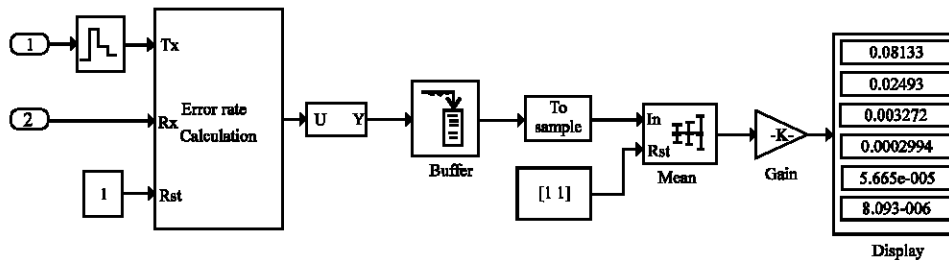 1
Tx
2
Rx
Error rate
Calculation
1
Rst
U Y
Buffer
To
sample
[1 1]
In
Rst
Mean
-K-
Gain
0.08133
0.02493
0.003272
0.0002994
5.665e-005
8.093-006
Display